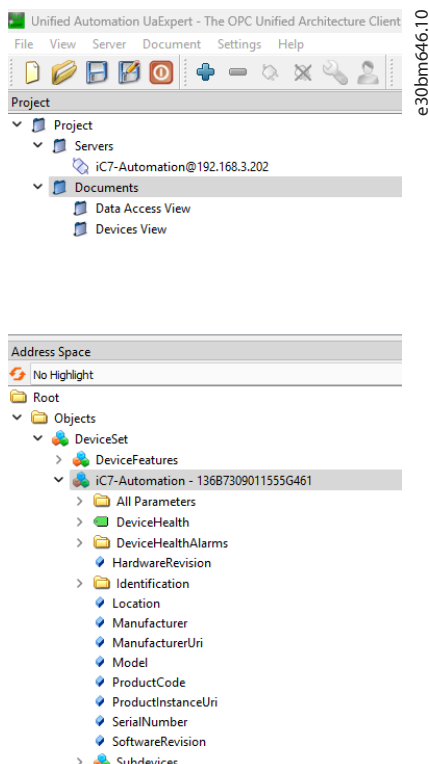 Unified Automation UaExpert - The OPC Unified Architecture Client
File View Server Document Settings Help
Project
Project
Servers
iC7-Automation@192.168.3.202
Documents
Data Access View
Devices View
Address Space
No Highlight
Root
Objects
DeviceSet
DeviceFeatures
iC7-Automation - 136B7309011555G461
All Parameters
DeviceHealth
DeviceHealthAlarms
HardwareRevision
Identification
Location
Manufacturer
ManufacturerUri
Model
ProductCode
ProductInstanceUri
SerialNumber
SoftwareRevision
Subdevices
e30bm646.10